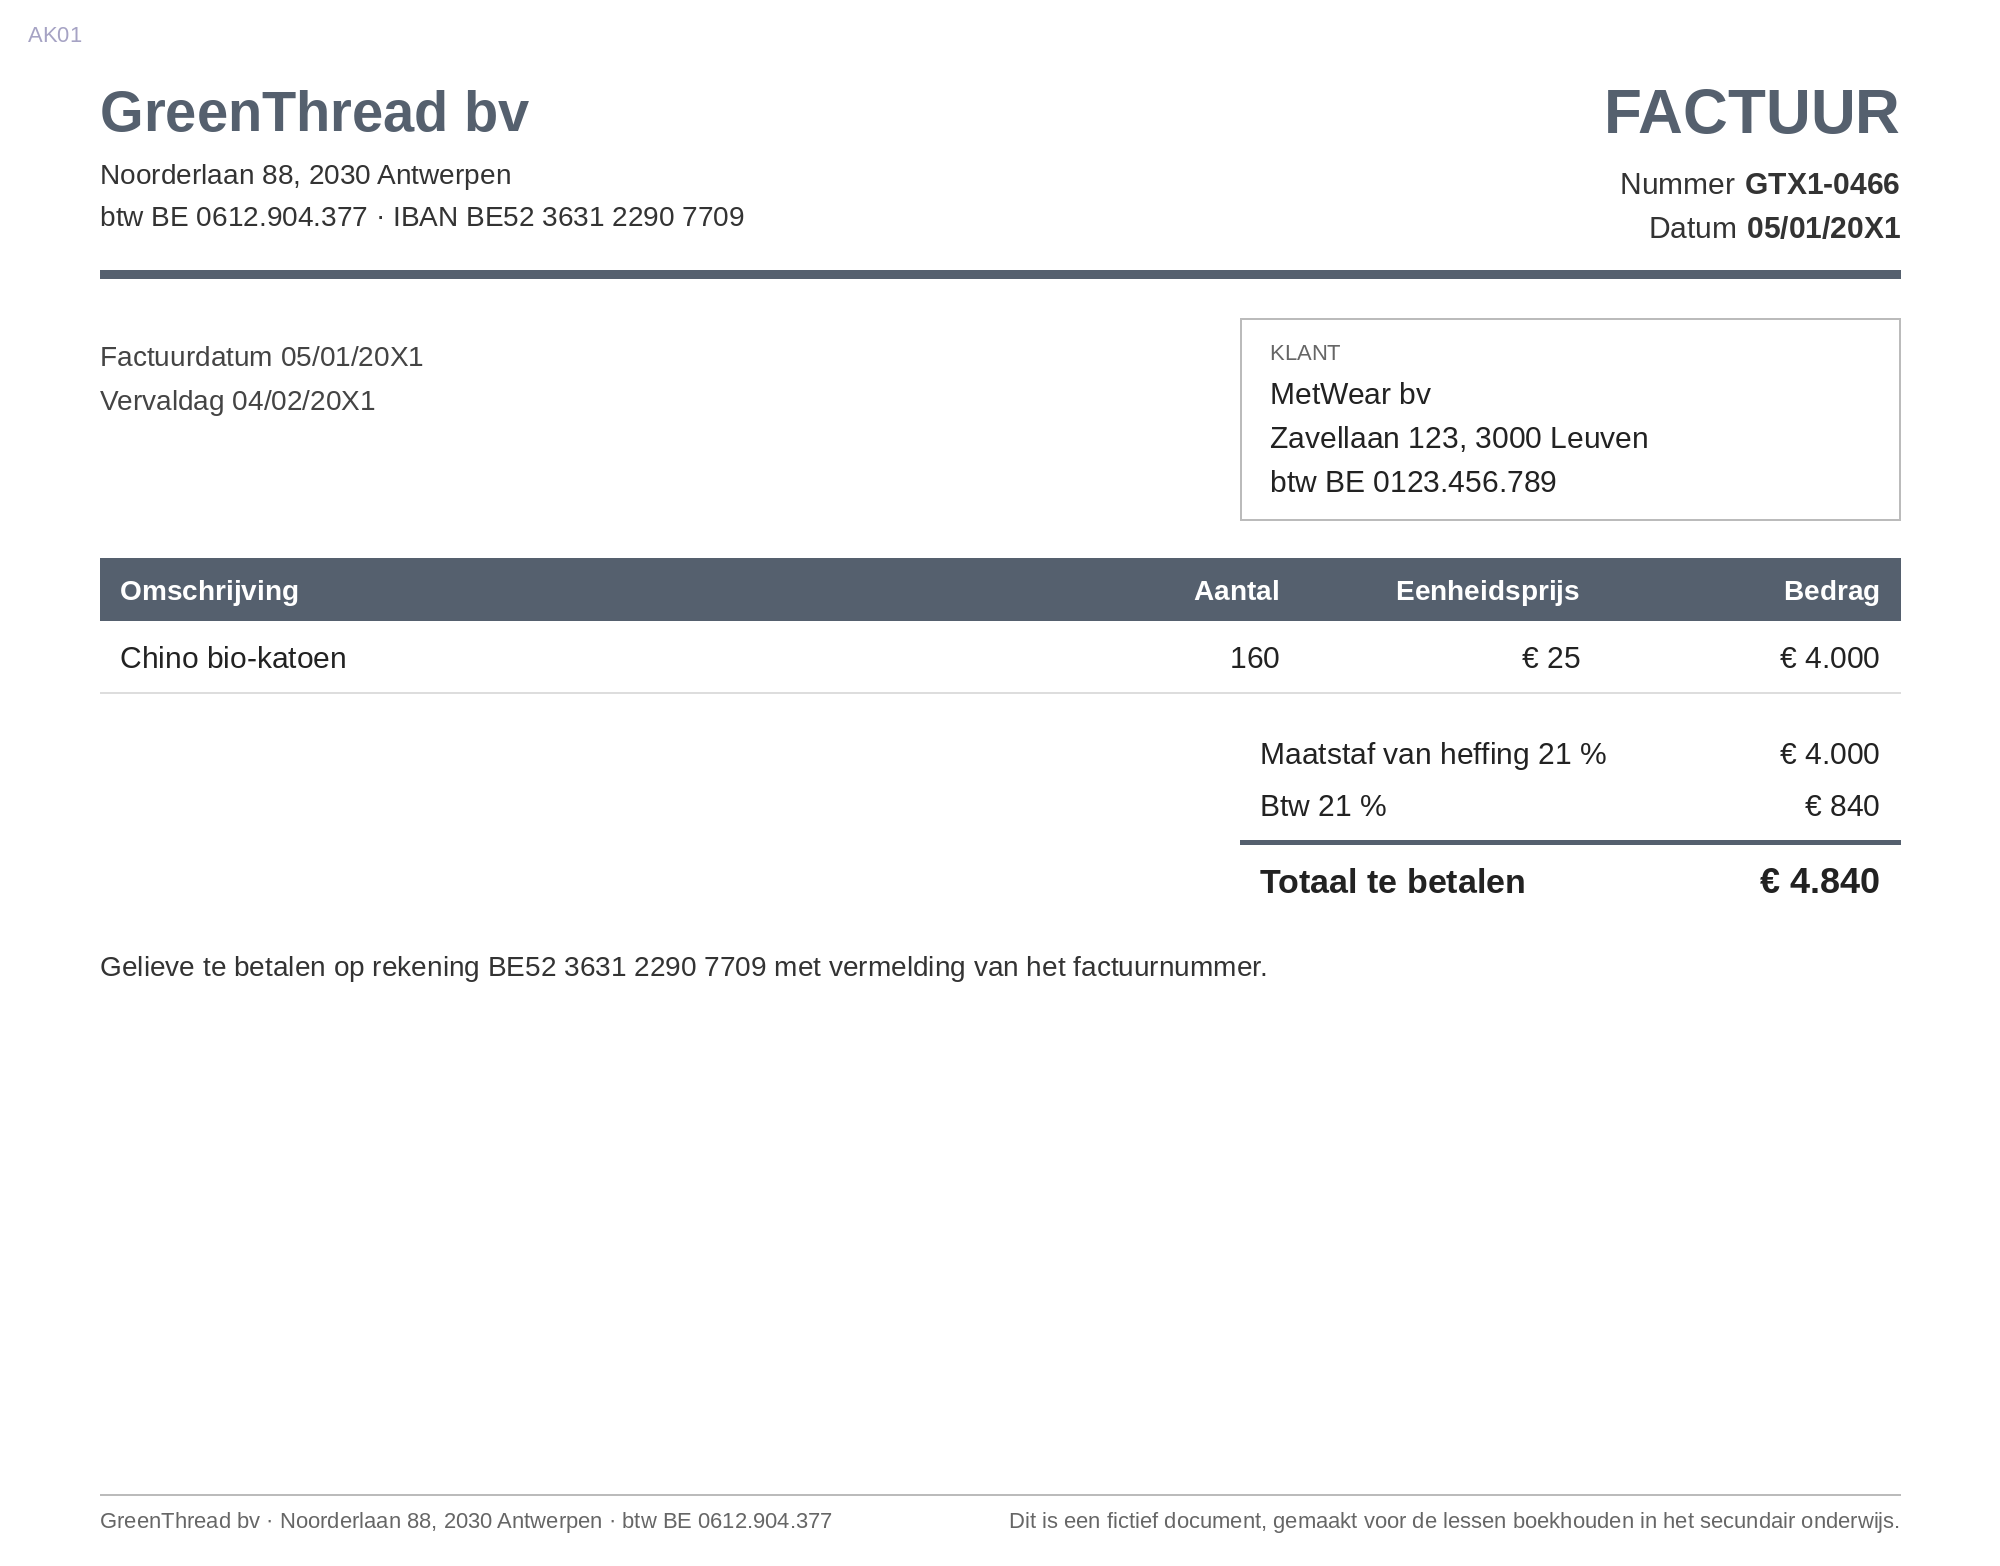 AK01
GreenThread bv
FACTUUR
Noorderlaan 88, 2030 Antwerpen
btw BE 0612.904.377 · IBAN BE52 3631 2290 7709
Nummer GTX1-0466
Datum 05/01/20X1
Factuurdatum 05/01/20X1
Vervaldag 04/02/20X1
KLANT
MetWear bv
Zavellaan 123, 3000 Leuven
btw BE 0123.456.789
Omschrijving Aantal Eenheidsprijs Bedrag
Chino bio-katoen 160 € 25 € 4.000
Maatstaf van heffing 21 % € 4.000
Btw 21 % € 840
Totaal te betalen € 4.840
Gelieve te betalen op rekening BE52 3631 2290 7709 met vermelding van het factuurnummer.
GreenThread bv · Noorderlaan 88, 2030 Antwerpen · btw BE 0612.904.377
Dit is een fictief document, gemaakt voor de lessen boekhouden in het secundair onderwijs.